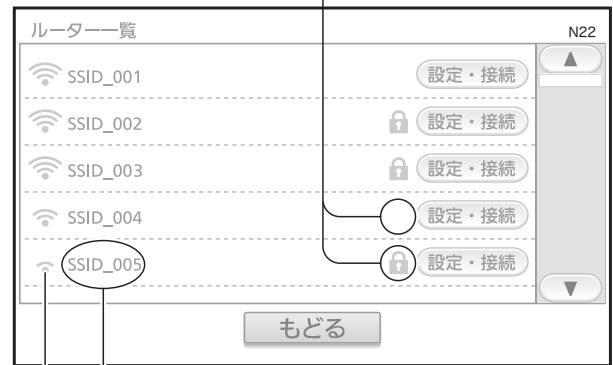 ルーター一覧 N22
SSID_001 設定・接続
SSID_002 設定・接続
SSID_003 設定・接続
SSID_004 設定・接続
SSID_005 設定・接続
もどる